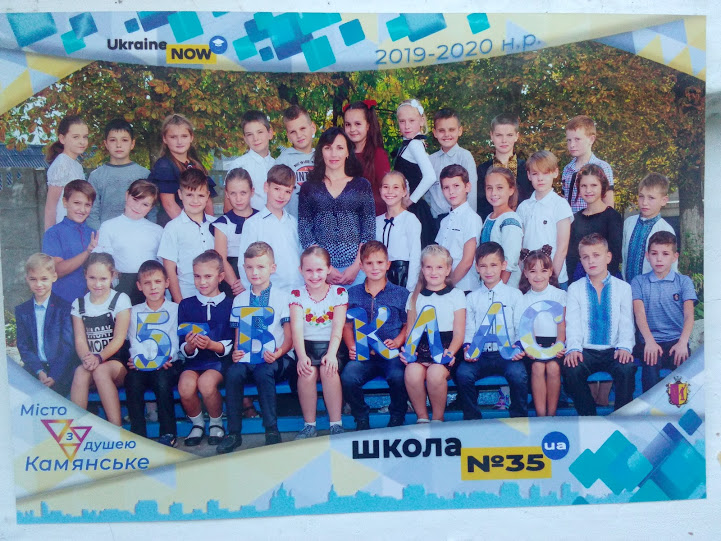 Ukraine
NOW
2019-2020 н.р.
5-В КЛАС
Місто
з
душею
Камянське
школа
№35
ua